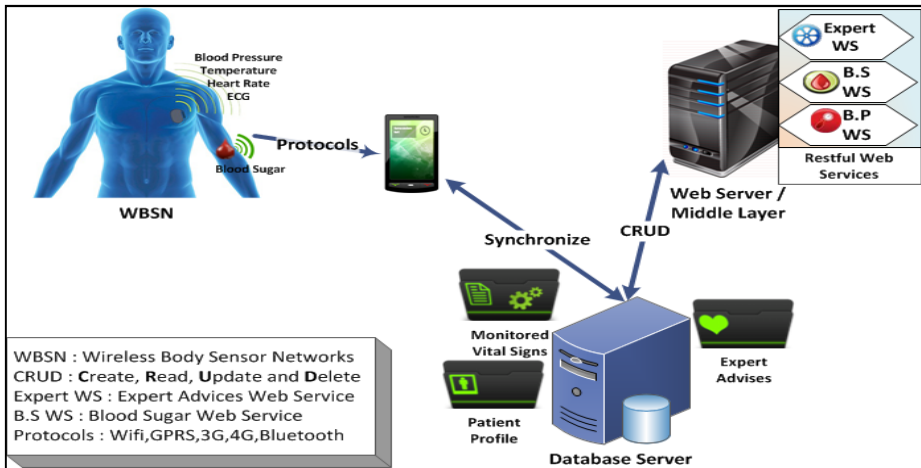 Blood Pressure
Temperature
Heart Rate
ECG
Blood Sugar
WBSN
Protocols
Expert
WS
B.S
WS
B.P
WS
Restful Web
Services
Web Server /
Middle Layer
Synchronize
CRUD
Monitored
Vital Signs
Expert
Advises
Patient
Profile
Database Server
WBSN : Wireless Body Sensor Networks
CRUD : Create, Read, Update and Delete
Expert WS : Expert Advices Web Service
B.S WS : Blood Sugar Web Service
Protocols : Wifi,GPRS,3G,4G,Bluetooth